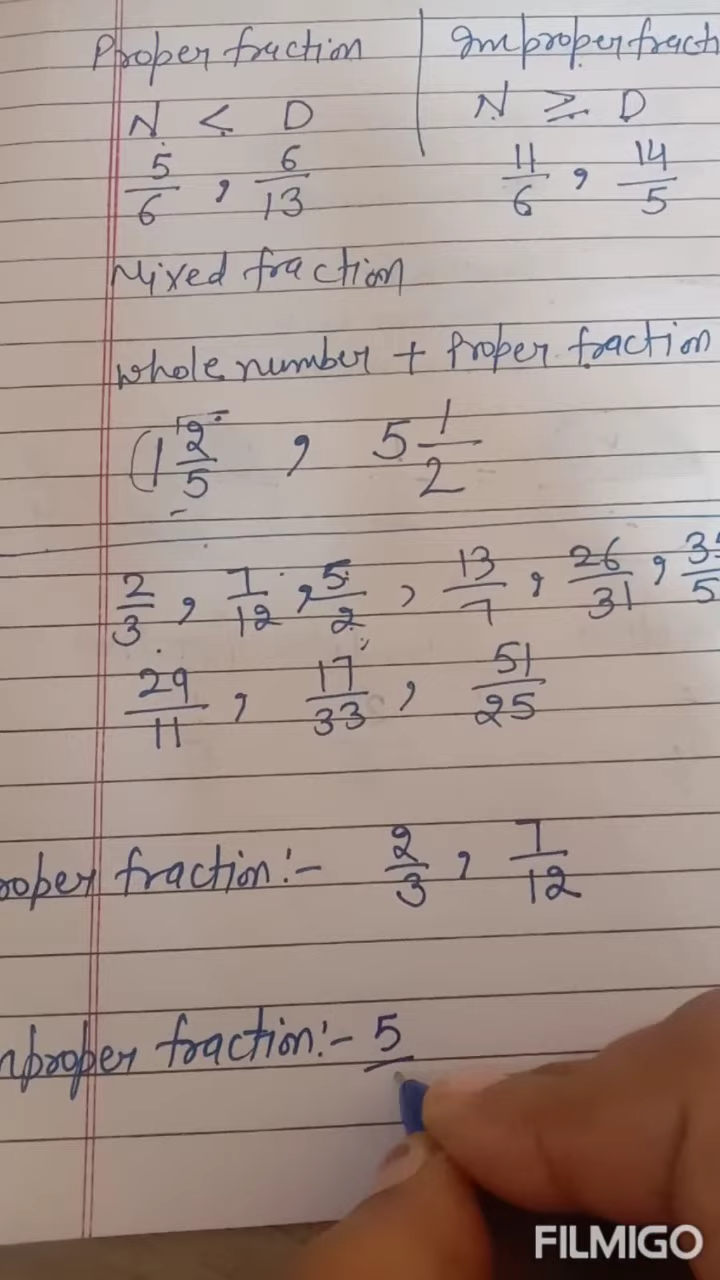 Proper fraction Improper fract
N < D N ≥ D
5/6 , 6/13 11/6 , 14/5
Mixed fraction
whole number + Proper fraction
(1 2/5 , 5 1/2
2/3 , 7/12 , 5/2 , 13/7 , 26/31 ,
29/11 , 17/33 , 51/25
roper fraction:- 2/3 , 7/12
proper fraction:- 5
FILMIGO